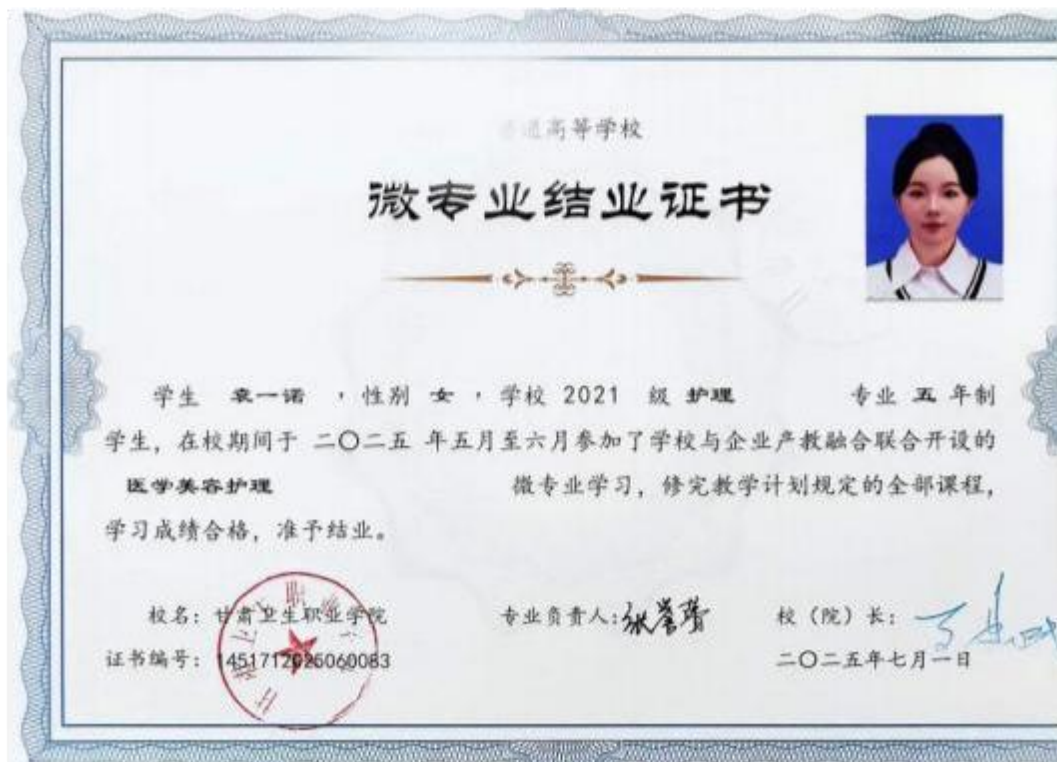 普通高等学校
微专业结业证书
学生 袁一诺 ，性别 女 ，学校 2021 级 护理 专业 五 年制
学生，在校期间于 二〇二五 年五月至六月参加了学校与企业产教融合联合开设的
医学美容护理 微专业学习，修完教学计划规定的全部课程，
学习成绩合格，准予结业。
校名：甘肃卫生职业学院
专业负责人：
校（院）长：
证书编号：1451712025060083
二〇二五年七月一日